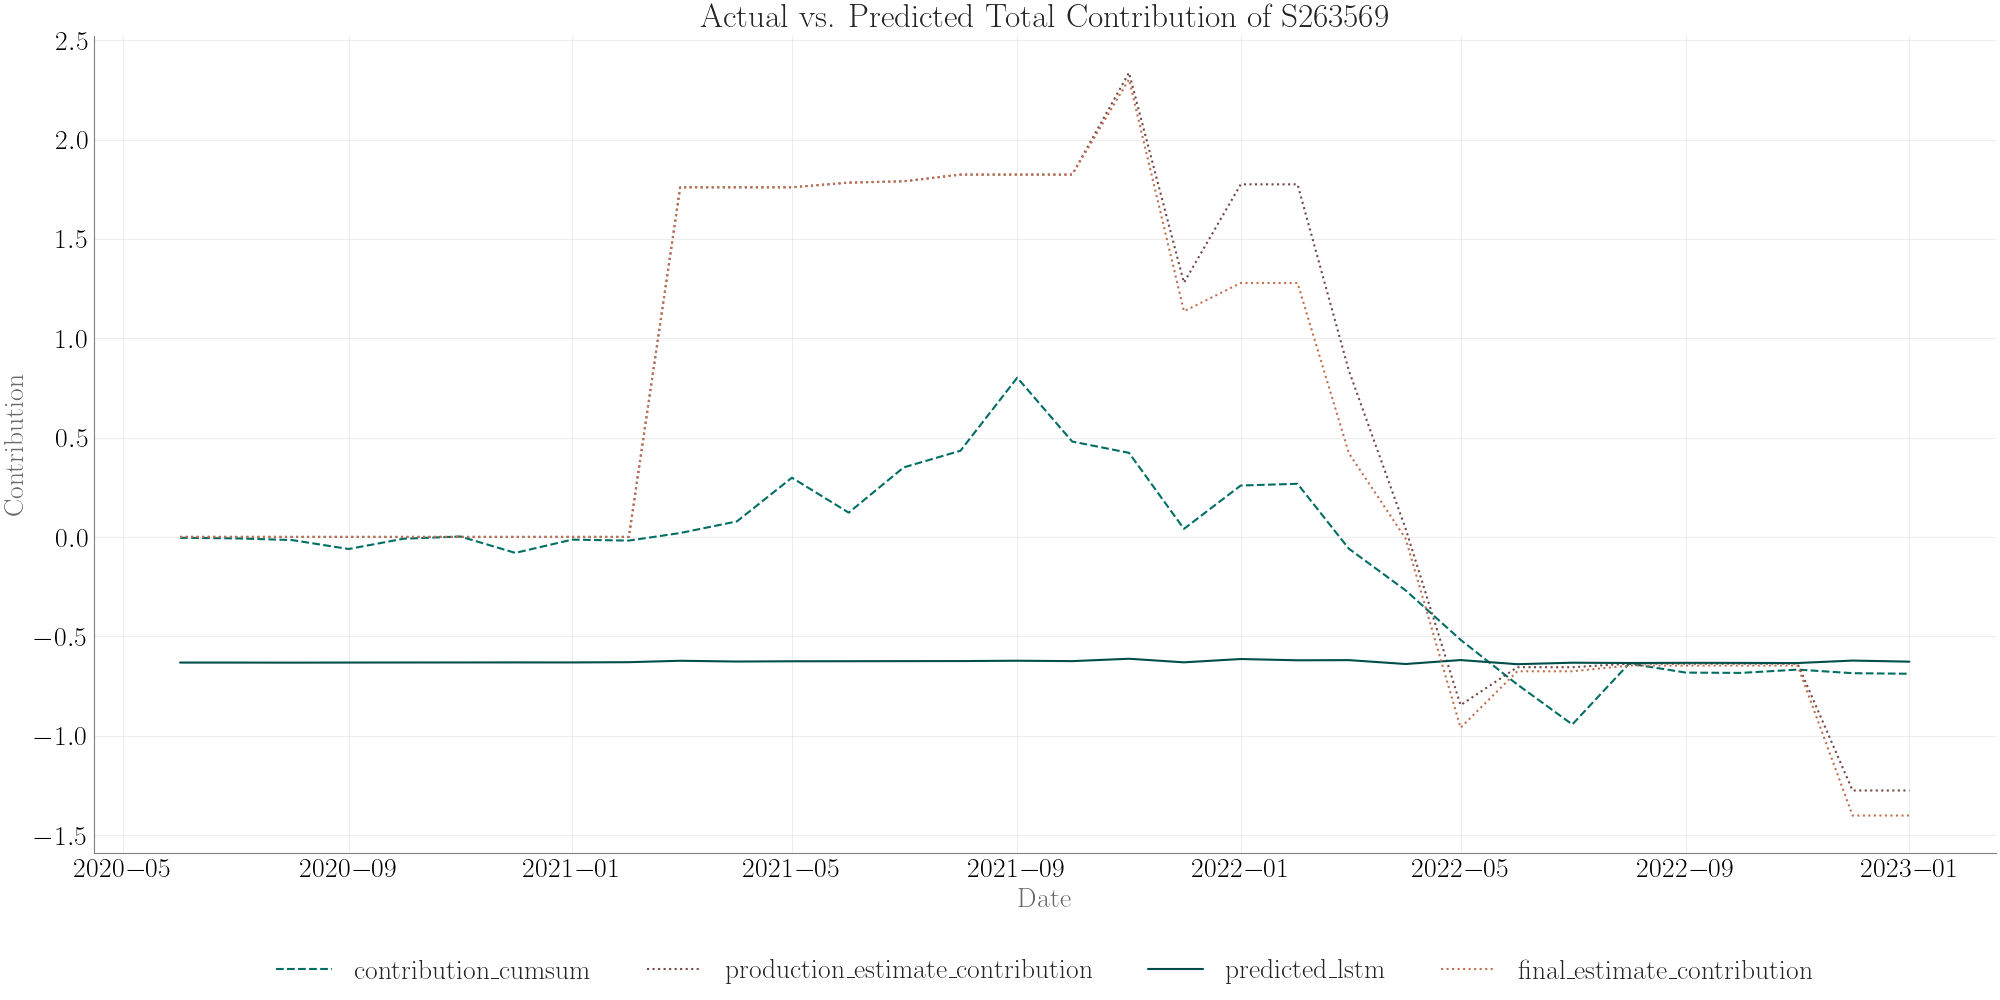 Actual vs. Predicted Total Contribution of S263569
2.5
2.0
1.5
1.0
0.5
0.0
−0.5
−1.0
−1.5
Contribution
2020−05 2020−09 2021−01 2021−05 2021−09 2022−01 2022−05 2022−09 2023−01
Date
contribution_cumsum production_estimate_contribution predicted_lstm final_estimate_contribution